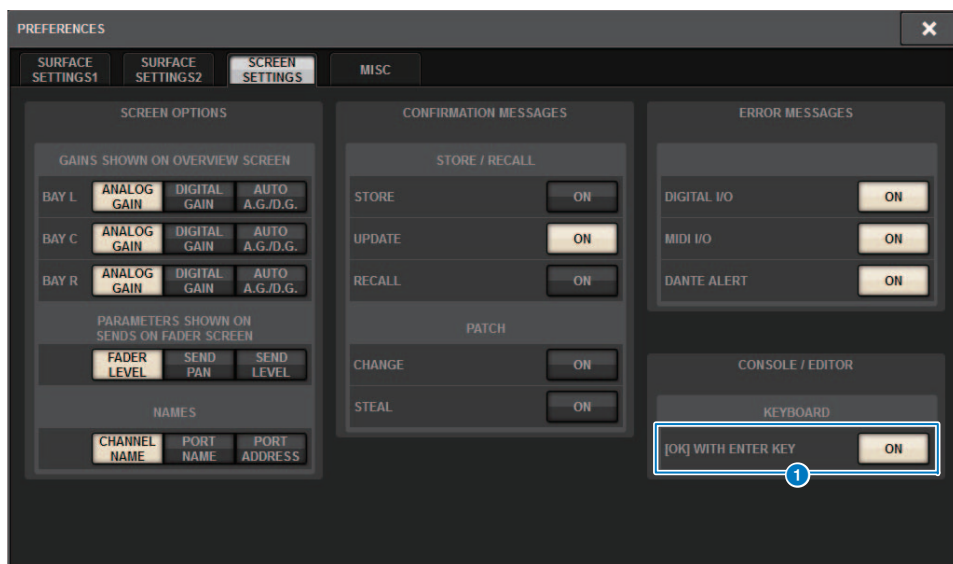 PREFERENCES
SURFACE
SETTINGS1
SURFACE
SETTINGS2
SCREEN
SETTINGS
MISC
SCREEN OPTIONS
GAINS SHOWN ON OVERVIEW SCREEN
BAY L
ANALOG
GAIN
DIGITAL
GAIN
AUTO
A.G./D.G.
BAY C
ANALOG
GAIN
DIGITAL
GAIN
AUTO
A.G./D.G.
BAY R
ANALOG
GAIN
DIGITAL
GAIN
AUTO
A.G./D.G.
PARAMETERS SHOWN ON
SENDS ON FADER SCREEN
FADER
LEVEL
SEND
PAN
SEND
LEVEL
NAMES
CHANNEL
NAME
PORT
NAME
PORT
ADDRESS
CONFIRMATION MESSAGES
STORE / RECALL
STORE
ON
UPDATE
ON
RECALL
ON
PATCH
CHANGE
ON
STEAL
ON
ERROR MESSAGES
DIGITAL I/O
ON
MIDI I/O
ON
DANTE ALERT
ON
CONSOLE / EDITOR
KEYBOARD
[OK] WITH ENTER KEY
ON
1